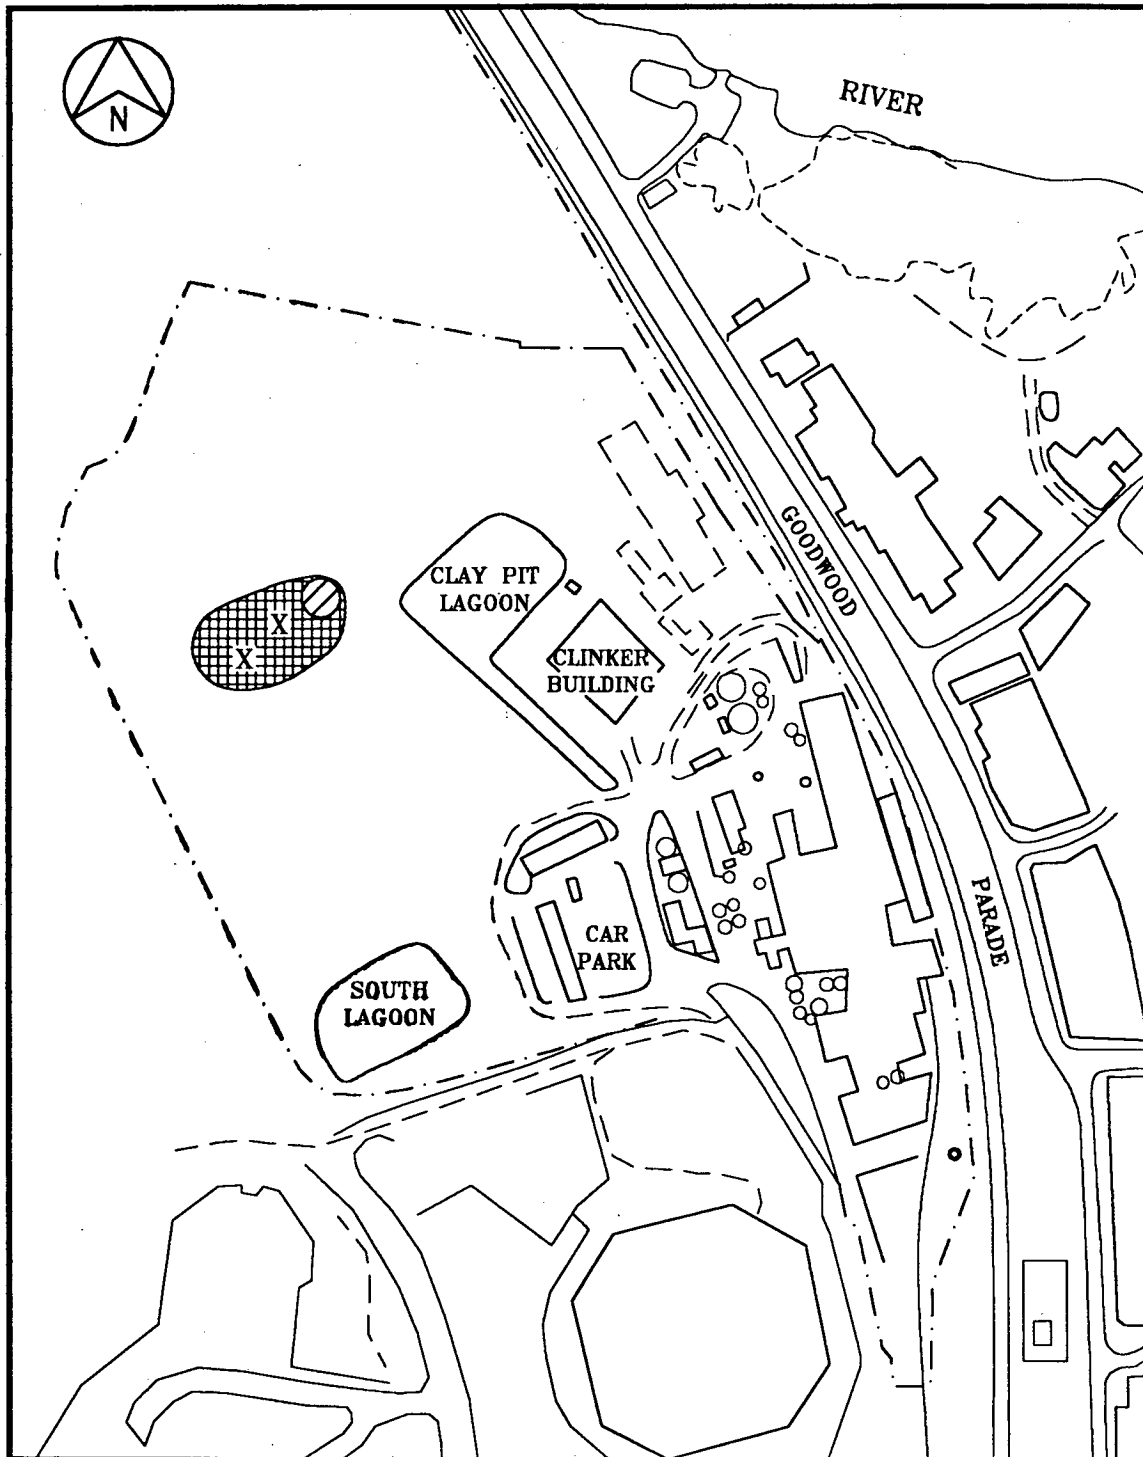 N
RIVER
GOODWOOD
CLAY PIT
LAGOON
X
X
CLINKER
BUILDING
PARADE
CAR
PARK
SOUTH
LAGOON